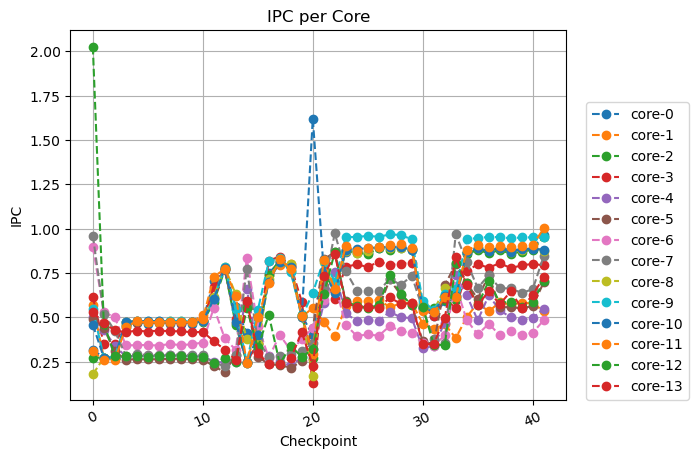 IPC per Core
IPC
2.00
1.75
1.50
1.25
1.00
0.75
0.50
0.25
0
10
20
30
40
Checkpoint
core-0
core-1
core-2
core-3
core-4
core-5
core-6
core-7
core-8
core-9
core-10
core-11
core-12
core-13